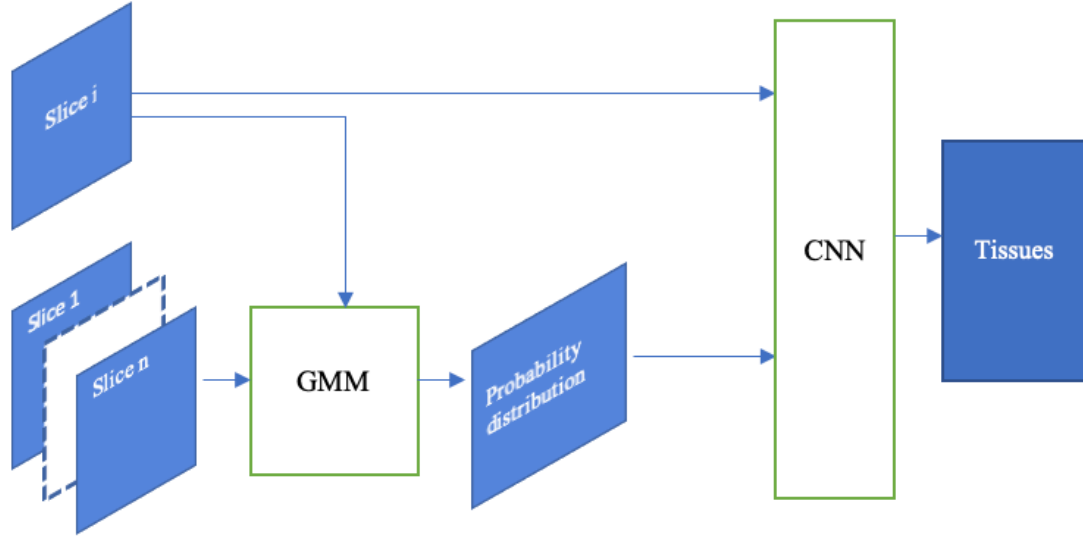 Slice i
Slice 1
Slice n
GMM
Probability
distribution
CNN
Tissues